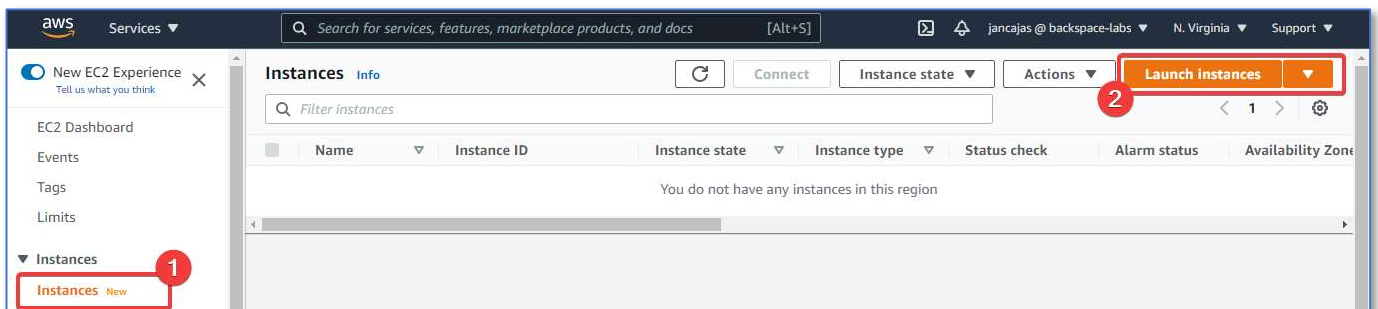 aws Services Search for services, features, marketplace products, and docs [Alt+S] jancajas @ backspace-labs N. Virginia Support
New EC2 Experience
Tell us what you think
EC2 Dashboard
Events
Tags
Limits
Instances
1
Instances New
Instances Info Connect Instance state Actions Launch instances
2
Filter instances
1
Name Instance ID Instance state Instance type Status check Alarm status Availability Zone
You do not have any instances in this region